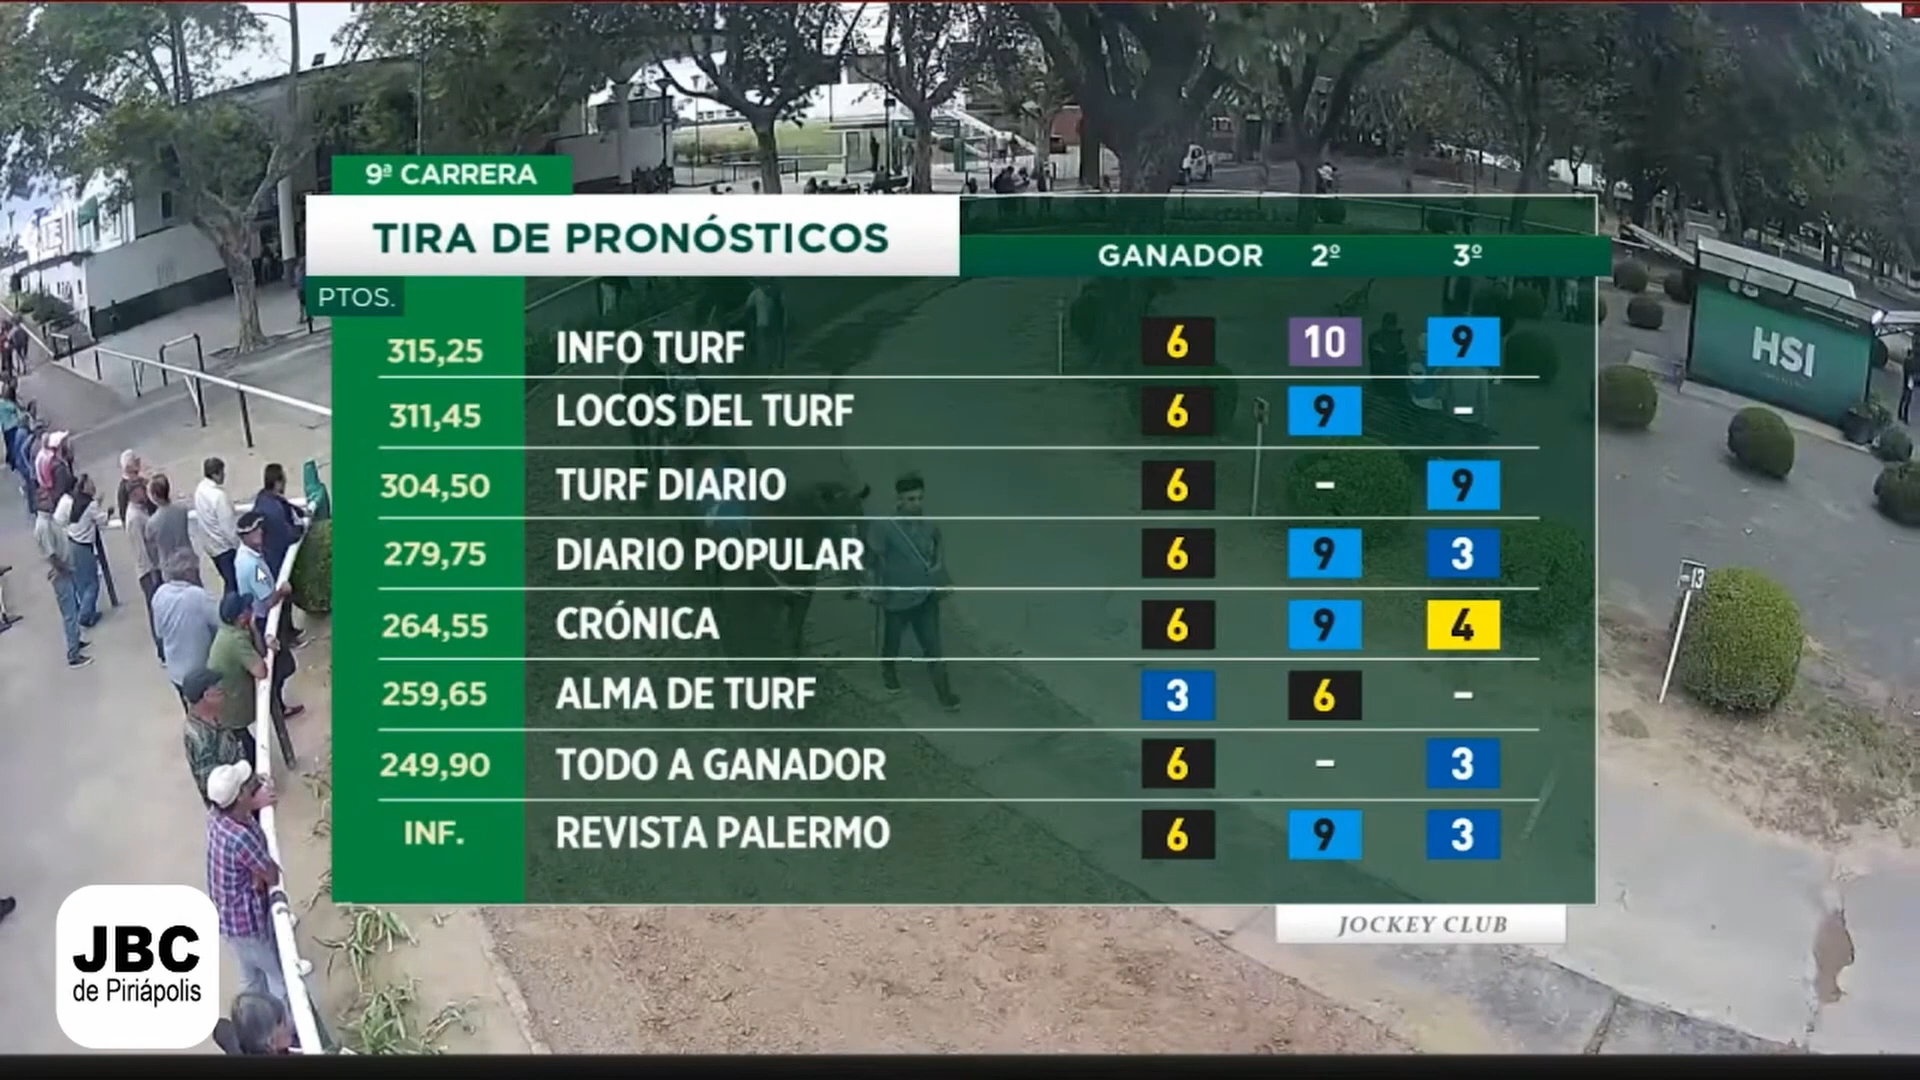 9ª CARRERA
TIRA DE PRONÓSTICOS
GANADOR 2º 3º
PTOS.
315,25 INFO TURF 6 10 9
311,45 LOCOS DEL TURF 6 9 -
304,50 TURF DIARIO 6 - 9
279,75 DIARIO POPULAR 6 9 3
264,55 CRÓNICA 6 9 4
259,65 ALMA DE TURF 3 6 -
249,90 TODO A GANADOR 6 - 3
INF. REVISTA PALERMO 6 9 3
JOCKEY CLUB
HSI
13
JBC
de Piriápolis